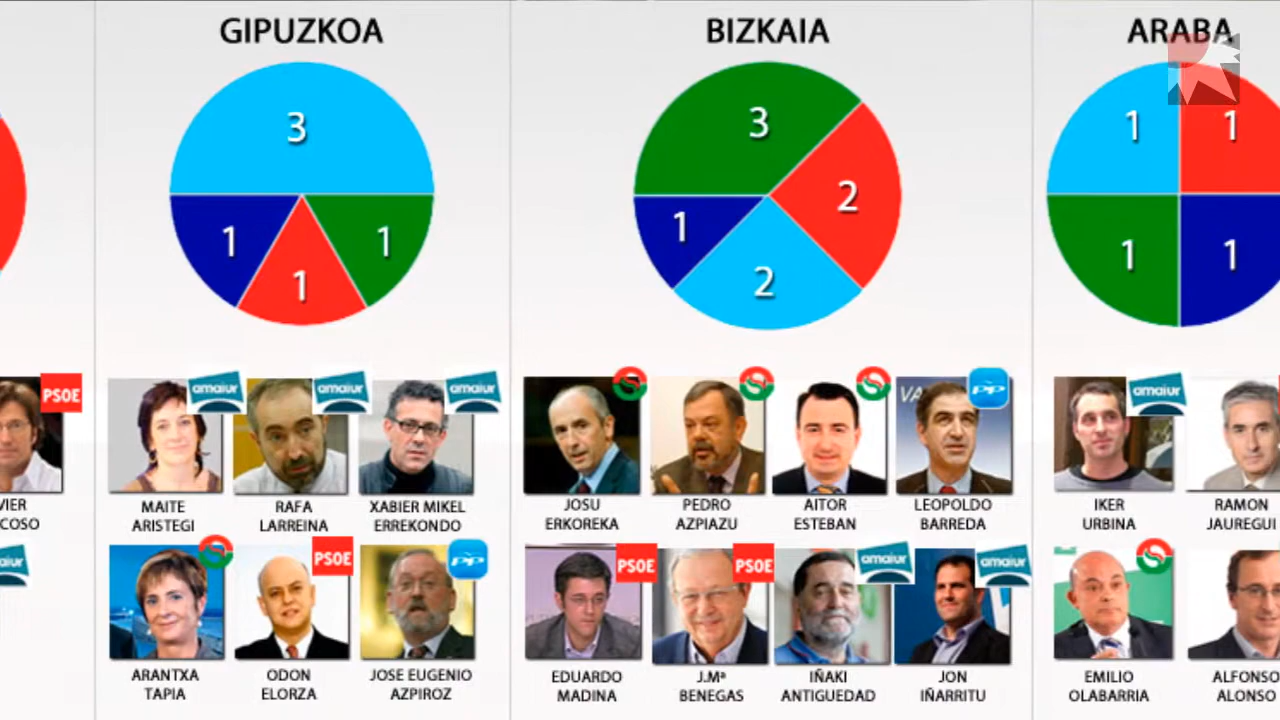 GIPUZKOA
3
1
1
1
BIZKAIA
3
2
1
2
ARABA
1
1
1
1
PSOE
COSO
amaiur
MAITE
ARISTEGI
amaiur
RAFA
LARREINA
amaiur
XABIER MIKEL
ERREKONDO
ARANTXA
TAPIA
PSOE
ODON
ELORZA
PP
JOSE EUGENIO
AZPIROZ
JOSU
ERKOREKA
PEDRO
AZPIAZU
AITOR
ESTEBAN
VA
PP
LEOPOLDO
BARREDA
PSOE
EDUARDO
MADINA
PSOE
J.Mª
BENEGAS
amaiur
IÑAKI
ANTIGUEDAD
amaiur
JON
IÑARRITU
amaiur
IKER
URBINA
RAMON
JAUREGUI
EMILIO
OLABARRIA
ALFONSO
ALONSO